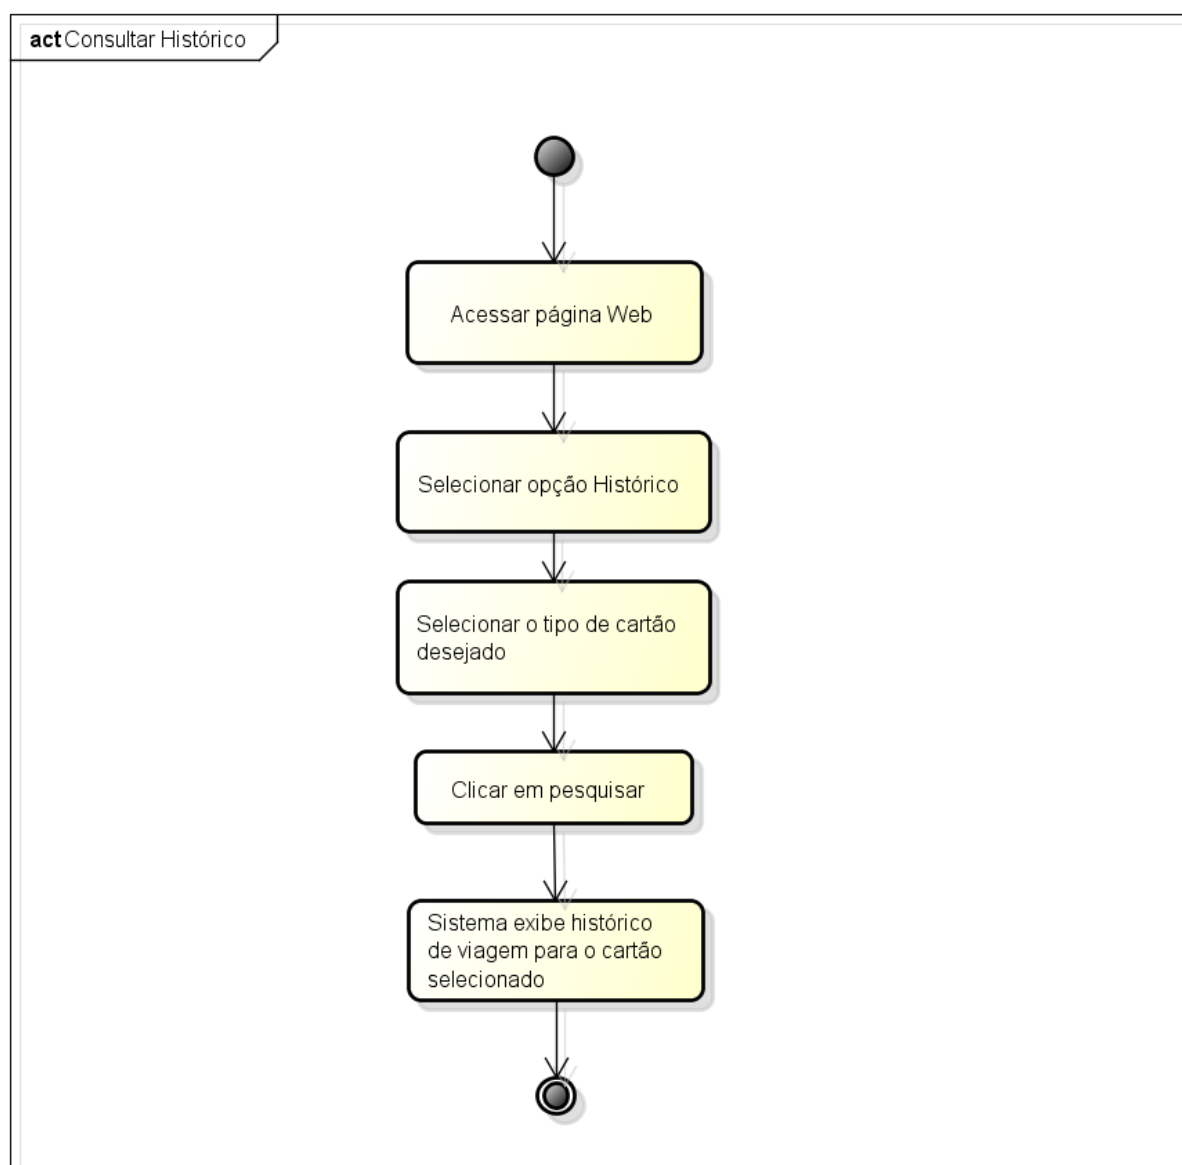 act Consultar Histórico
Acessar página Web
Selecionar opção Histórico
Selecionar o tipo de cartão
desejado
Clicar em pesquisar
Sistema exibe histórico
de viagem para o cartão
selecionado